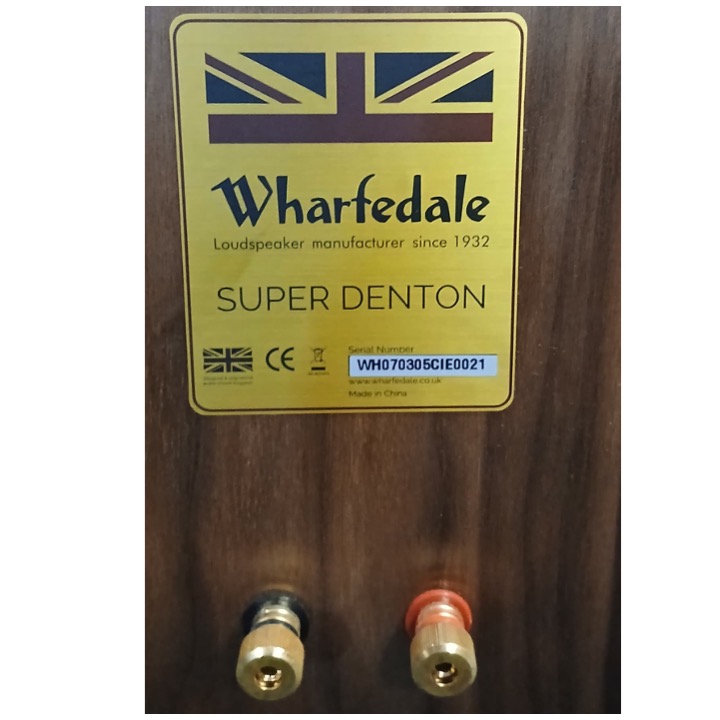 Wharfedale
Loudspeaker manufacturer since 1932
SUPER DENTON
CE
Serial Number
WH070305CIE0021
www.wharfedale.co.uk
Made in China